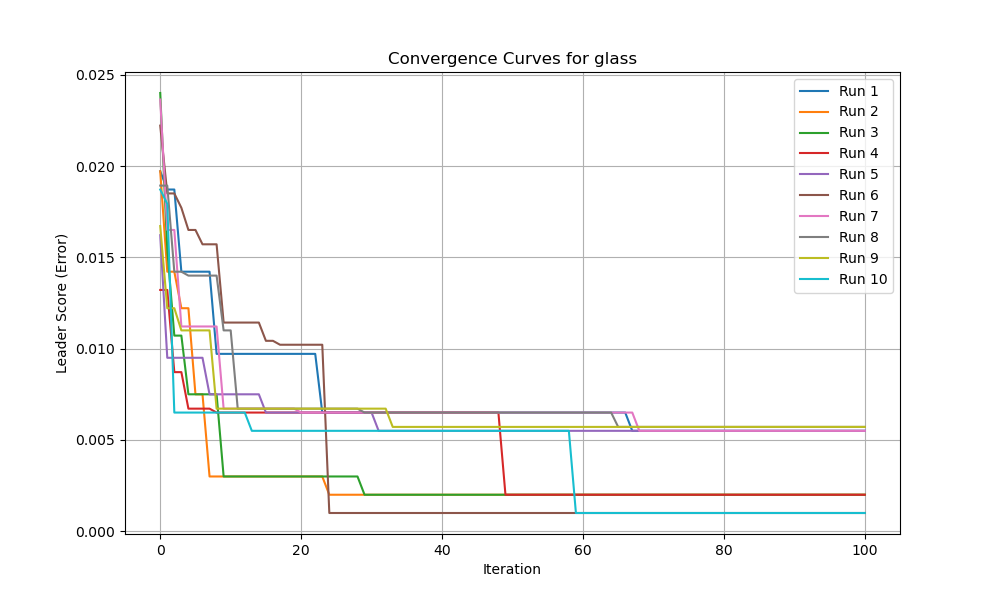 Convergence Curves for glass
Leader Score (Error)
0.025
0.020
0.015
0.010
0.005
0.000
0
20
40
60
80
100
Iteration
Run 1
Run 2
Run 3
Run 4
Run 5
Run 6
Run 7
Run 8
Run 9
Run 10